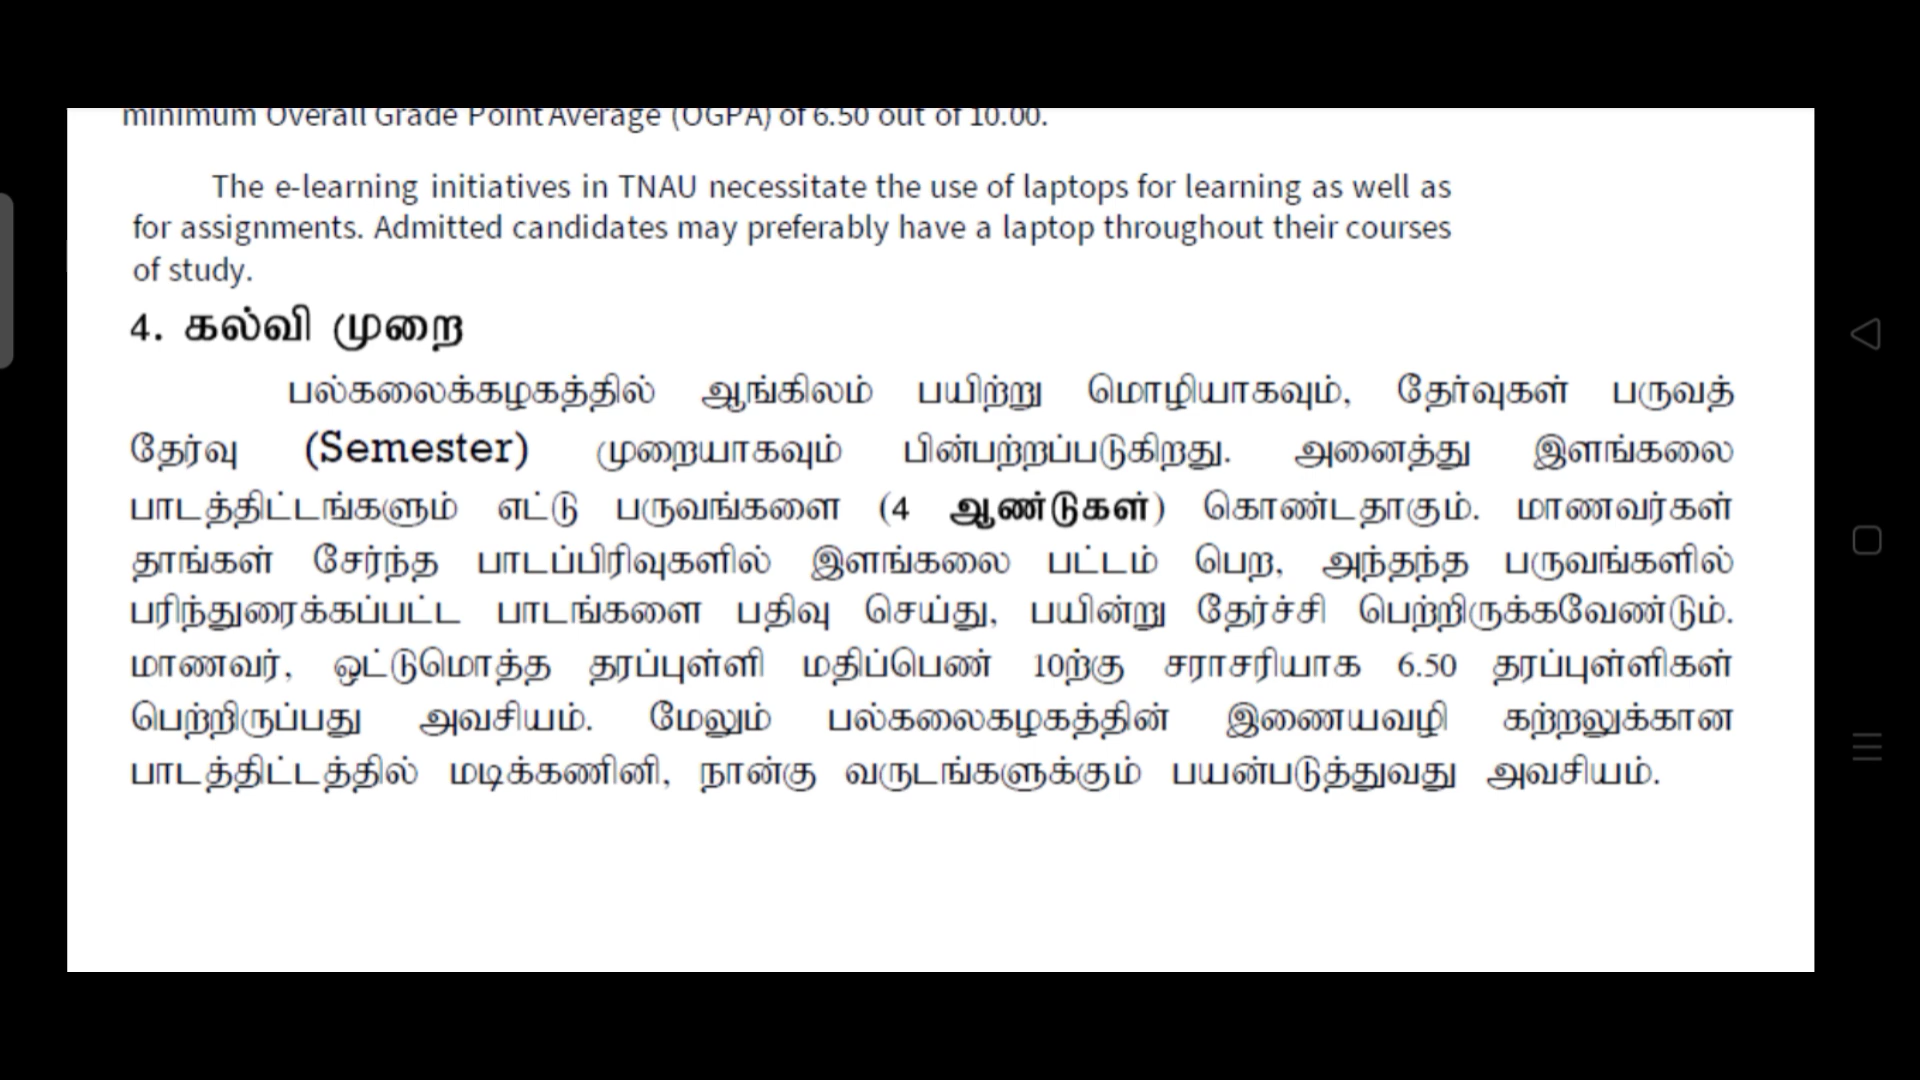 minimum Overall Grade Point Average (OGPA) of 6.50 out of 10.00.
The e-learning initiatives in TNAU necessitate the use of laptops for learning as well as
for assignments. Admitted candidates may preferably have a laptop throughout their courses
of study.
4. கல்வி முறை
பல்கலைக்கழகத்தில் ஆங்கிலம் பயிற்று மொழியாகவும், தேர்வுகள் பருவத்
தேர்வு (Semester) முறையாகவும் பின்பற்றப்படுகிறது. அனைத்து இளங்கலை
பாடத்திட்டங்களும் எட்டு பருவங்களை (4 ஆண்டுகள்) கொண்டதாகும். மாணவர்கள்
தாங்கள் சேர்ந்த பாடப்பிரிவுகளில் இளங்கலை பட்டம் பெற, அந்தந்த பருவங்களில்
பரிந்துரைக்கப்பட்ட பாடங்களை பதிவு செய்து, பயின்று தேர்ச்சி பெற்றிருக்கவேண்டும்.
மாணவர், ஒட்டுமொத்த தரப்புள்ளி மதிப்பெண் 10ற்கு சராசரியாக 6.50 தரப்புள்ளிகள்
பெற்றிருப்பது அவசியம். மேலும் பல்கலைகழகத்தின் இணையவழி கற்றலுக்கான
பாடத்திட்டத்தில் மடிக்கணினி, நான்கு வருடங்களுக்கும் பயன்படுத்துவது அவசியம்.